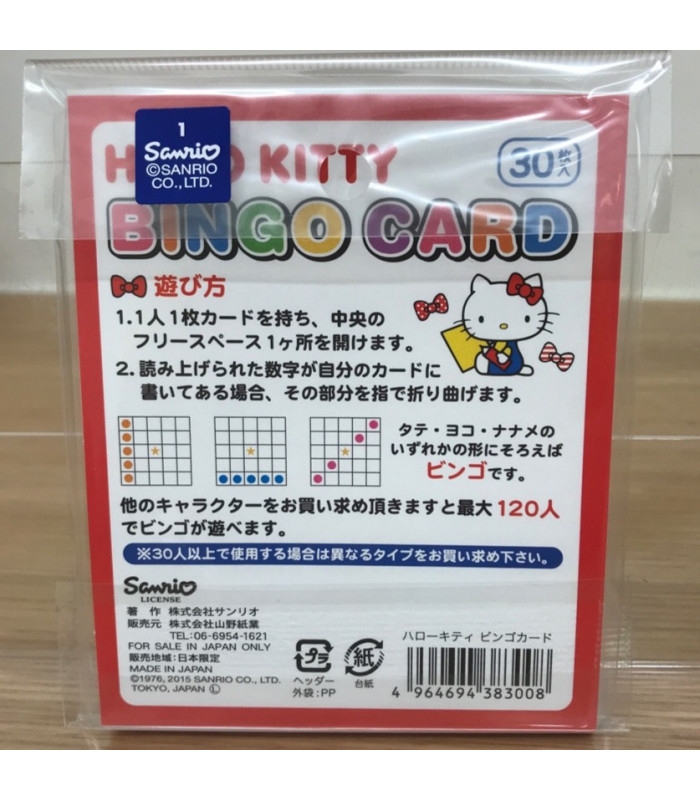 1
Sanrio
©SANRIO
CO.,LTD.
HELLO KITTY
30枚入
BINGO CARD
遊び方
1.1人1枚カードを持ち、中央の
フリースペース1ヶ所を開けます。
2. 読み上げられた数字が自分のカードに
書いてある場合、その部分を指で折り曲げます。
タテ・ヨコ・ナナメの
いずれかの形にそろえば
ビンゴです。
他のキャラクターをお買い求め頂きますと最大 120人
でビンゴが遊べます。
※30人以上で使用する場合は異なるタイプをお買い求め下さい。
Sanrio
LICENSE
著 作 株式会社サンリオ
販売元 株式会社山野紙業
TEL:06-6954-1621
FOR SALE IN JAPAN ONLY
販売地域:日本限定
MADE IN JAPAN
©1976, 2015 SANRIO CO., LTD.
TOKYO, JAPAN Ⓛ
プラ
ヘッダー
外袋:PP
紙
台紙
ハローキティ ビンゴカード
4 964694 383008